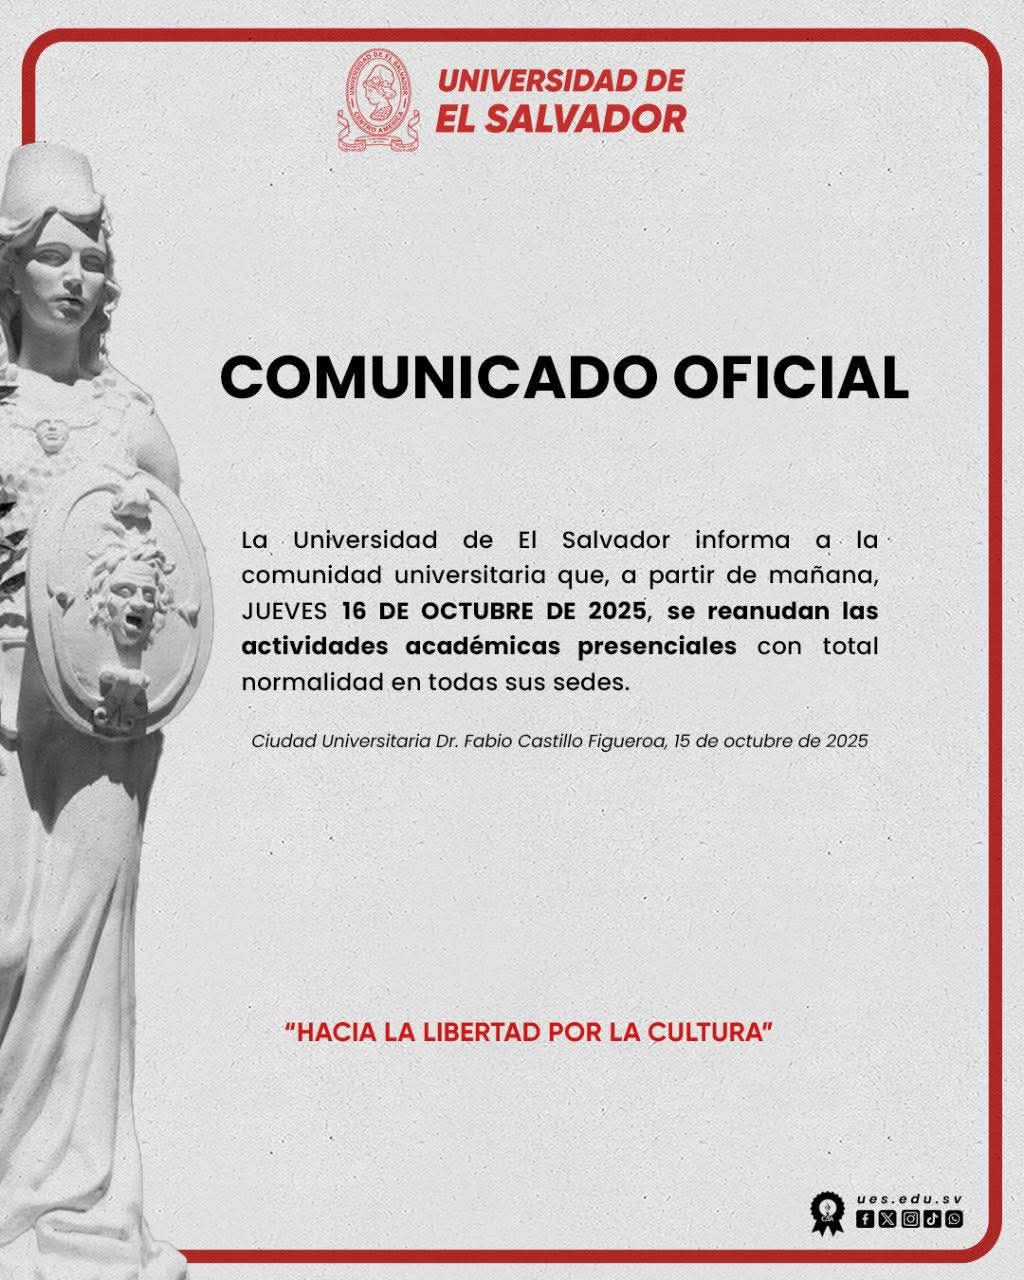 UNIVERSIDAD DE EL SALVADOR
CENTRO AMERICA
UNIVERSIDAD DE
EL SALVADOR
COMUNICADO OFICIAL
La Universidad de El Salvador informa a la
comunidad universitaria que, a partir de mañana,
JUEVES 16 DE OCTUBRE DE 2025, se reanudan las
actividades académicas presenciales con total
normalidad en todas sus sedes.
Ciudad Universitaria Dr. Fabio Castillo Figueroa, 15 de octubre de 2025
“HACIA LA LIBERTAD POR LA CULTURA”
ues.edu.sv